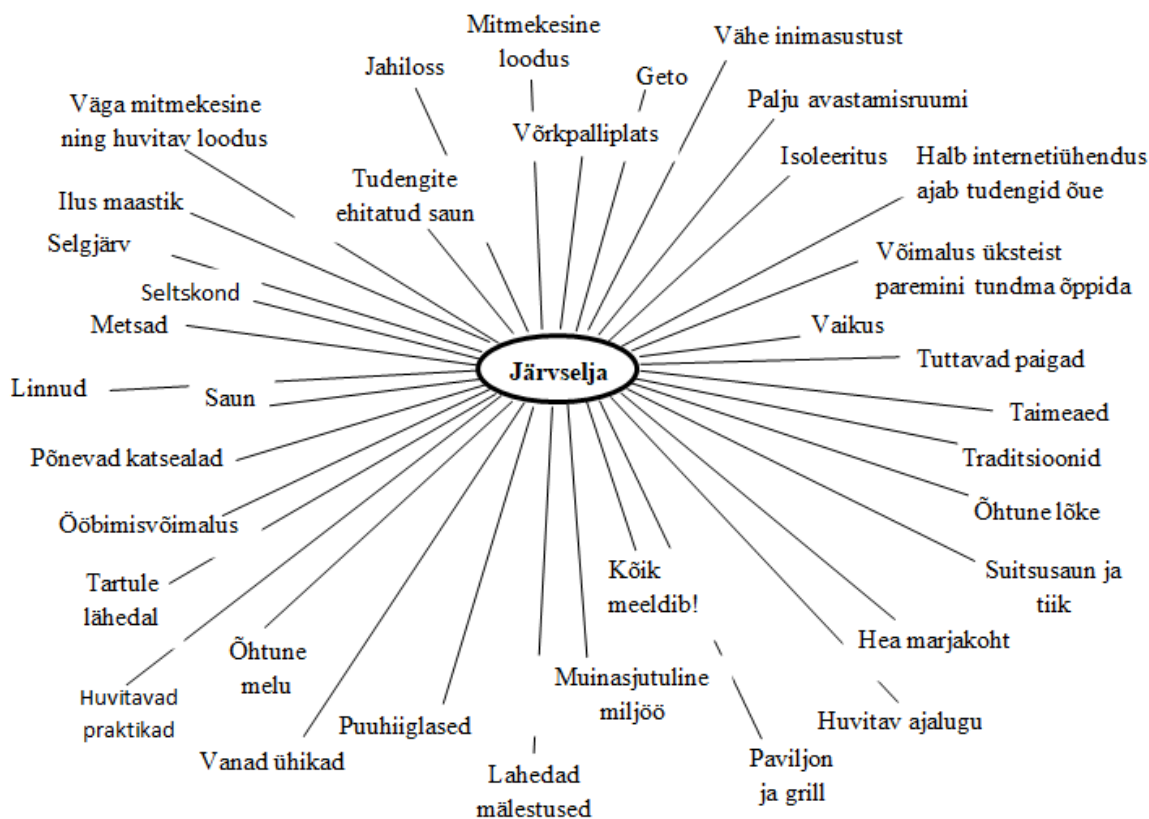 Mitmekesine
loodus
Vähe inimasustust
Jahiloss
Geto
Väga mitmekesine
ning huvitav loodus
Võrkpalliplats
Palju avastamisruumi
Isoleeritus
Halb internetiühendus
ajab tudengid õue
Tudengite
ehitatud saun
Ilus maastik
Selgjärv
Võimalus üksteist
paremini tundma õppida
Seltskond
Metsad
Vaikus
Tuttavad paigad
Järvselja
Linnud
Saun
Taimeaed
Põnevad katsealad
Traditsioonid
Ööbimisvõimalus
Õhtune lõke
Tartule
lähedal
Kõik
meeldib!
Suitsusaun ja
tiik
Õhtune
melu
Hea marjakoht
Huvitavad
praktikad
Muinasjutuline
miljöö
Puuhiiglased
Huvitav ajalugu
Vanad ühikad
Lahedad
mälestused
Paviljon
ja grill